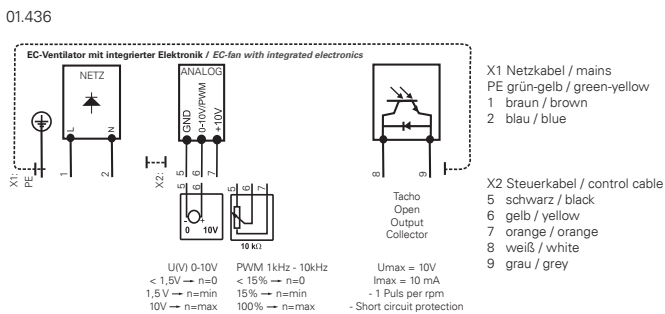 01.436
EC-Ventilator mit integrierter Elektronik / EC-fan with integrated electronics
NETZ
L
N
ANALOG
GND
0-10V/PWM
+10V
X1:
PE
1
2
X2:
5
6
7
8
9
5
6
- +
0 10V
5
6
7
10 kΩ
Tacho
Open
Output
Collector
U(V) 0-10V
< 1,5V → n=0
1,5 V → n=min
10V → n=max
PWM 1kHz - 10kHz
< 15% → n=0
15% → n=min
100% → n=max
Umax = 10V
Imax = 10 mA
- 1 Puls per rpm
- Short circuit protection
X1 Netzkabel / mains
PE grün-gelb / green-yellow
1 braun / brown
2 blau / blue
X2 Steuerkabel / control cable
5 schwarz / black
6 gelb / yellow
7 orange / orange
8 weiß / white
9 grau / grey